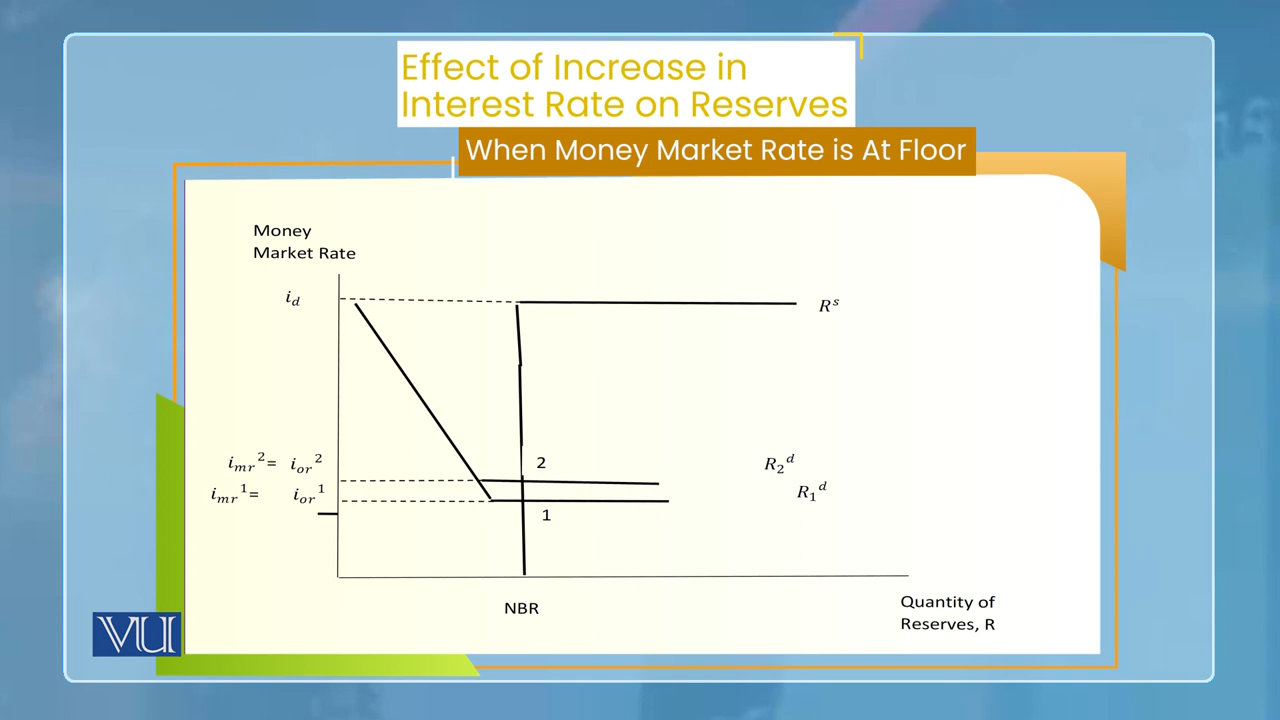 Effect of Increase in
Interest Rate on Reserves
When Money Market Rate is At Floor
Money
Market Rate
i_d
R^s
i_mr^2= i_or^2
2
R_2^d
i_mr^1= i_or^1
R_1^d
1
NBR
Quantity of
Reserves, R
VU